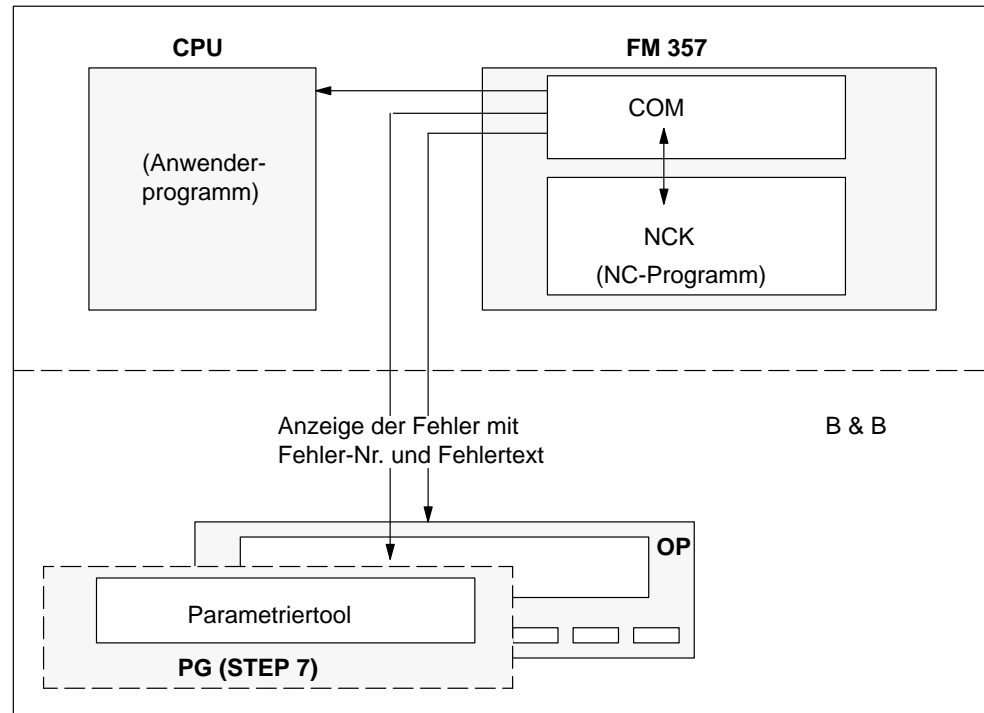 CPU
FM 357
COM
(Anwender-
programm)
NCK
(NC-Programm)
Anzeige der Fehler mit
Fehler-Nr. und Fehlertext
B & B
OP
Parametriertool
PG (STEP 7)